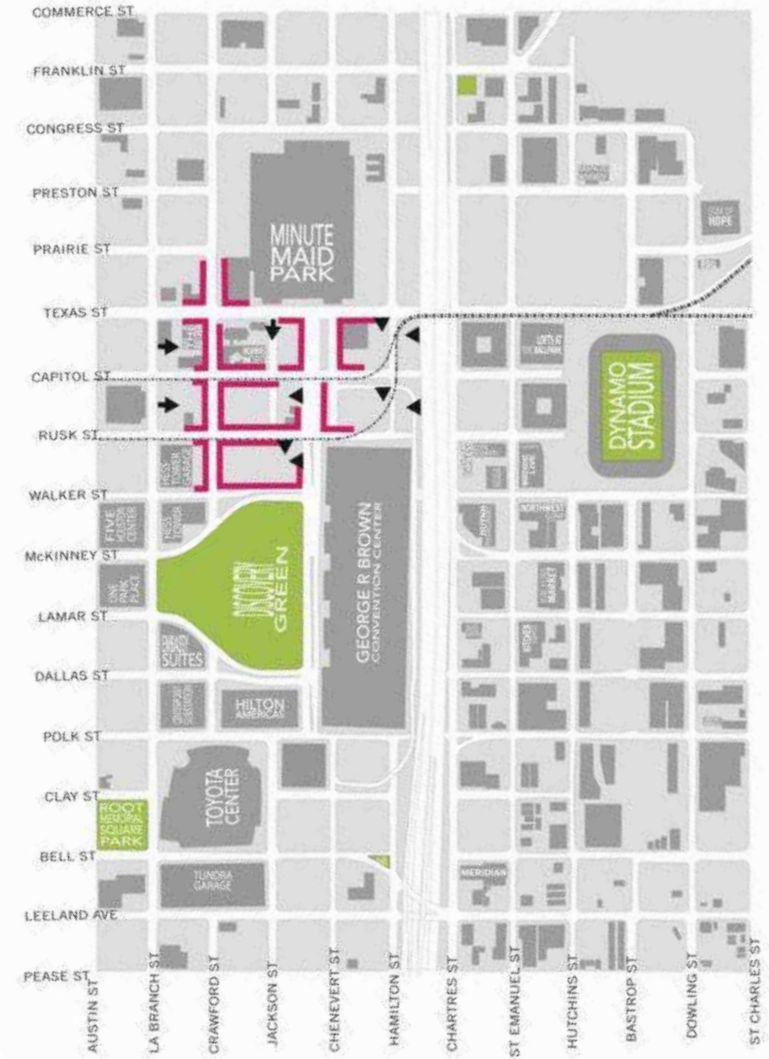 COMMERCE ST
FRANKLIN ST
CONGRESS ST
PRESTON ST
PRAIRIE ST
TEXAS ST
CAPITOL ST
RUSK ST
WALKER ST
McKINNEY ST
LAMAR ST
DALLAS ST
POLK ST
CLAY ST
BELL ST
LEELAND AVE
PEASE ST
MINUTE
MAID
PARK
HOPE
LOFTS AT
THE BALLPARK
DYNAMO
STADIUM
FIVE
HOUSTON
CENTER
ONE
PARK
PLACE
GREEN
GEORGE R BROWN
CONVENTION CENTER
NORTHWEST
MARKET
KITCHEN
SUITES
HILTON
AMERICAS
TOYOTA
CENTER
ROOT
MEMORIAL
SQUARE
PARK
TUNDRA
GARAGE
MERIDIAN
AUSTIN ST
LA BRANCH ST
CRAWFORD ST
JACKSON ST
CHENEVERT ST
HAMILTON ST
CHARTRES ST
ST EMANUEL ST
HUTCHINS ST
BASTROP ST
DOWLING ST
ST CHARLES ST